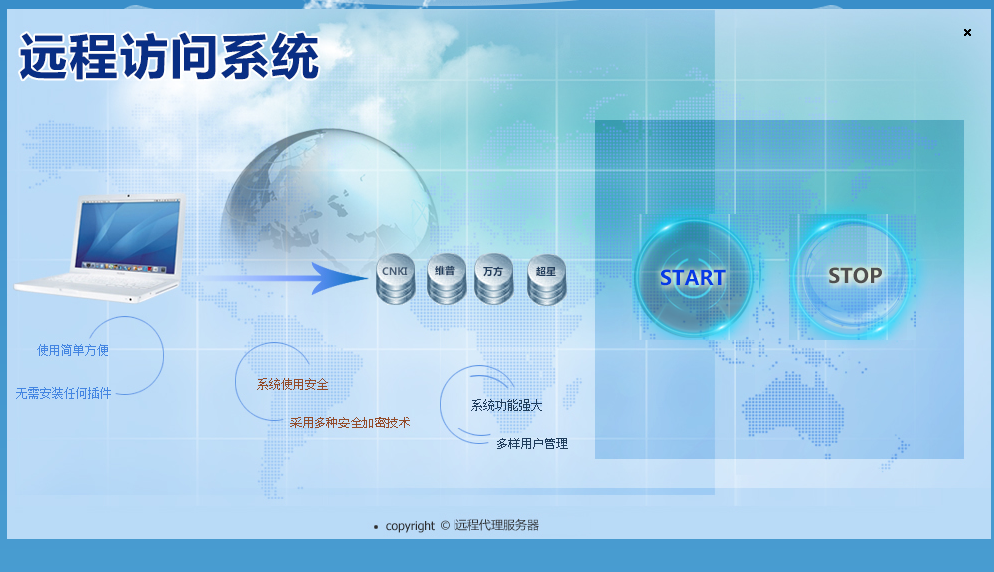 远程访问系统
CNKI
维普
万方
超星
START
STOP
使用简单方便
无需安装任何插件
系统使用安全
采用多种安全加密技术
系统功能强大
多样用户管理
copyright © 远程代理服务器